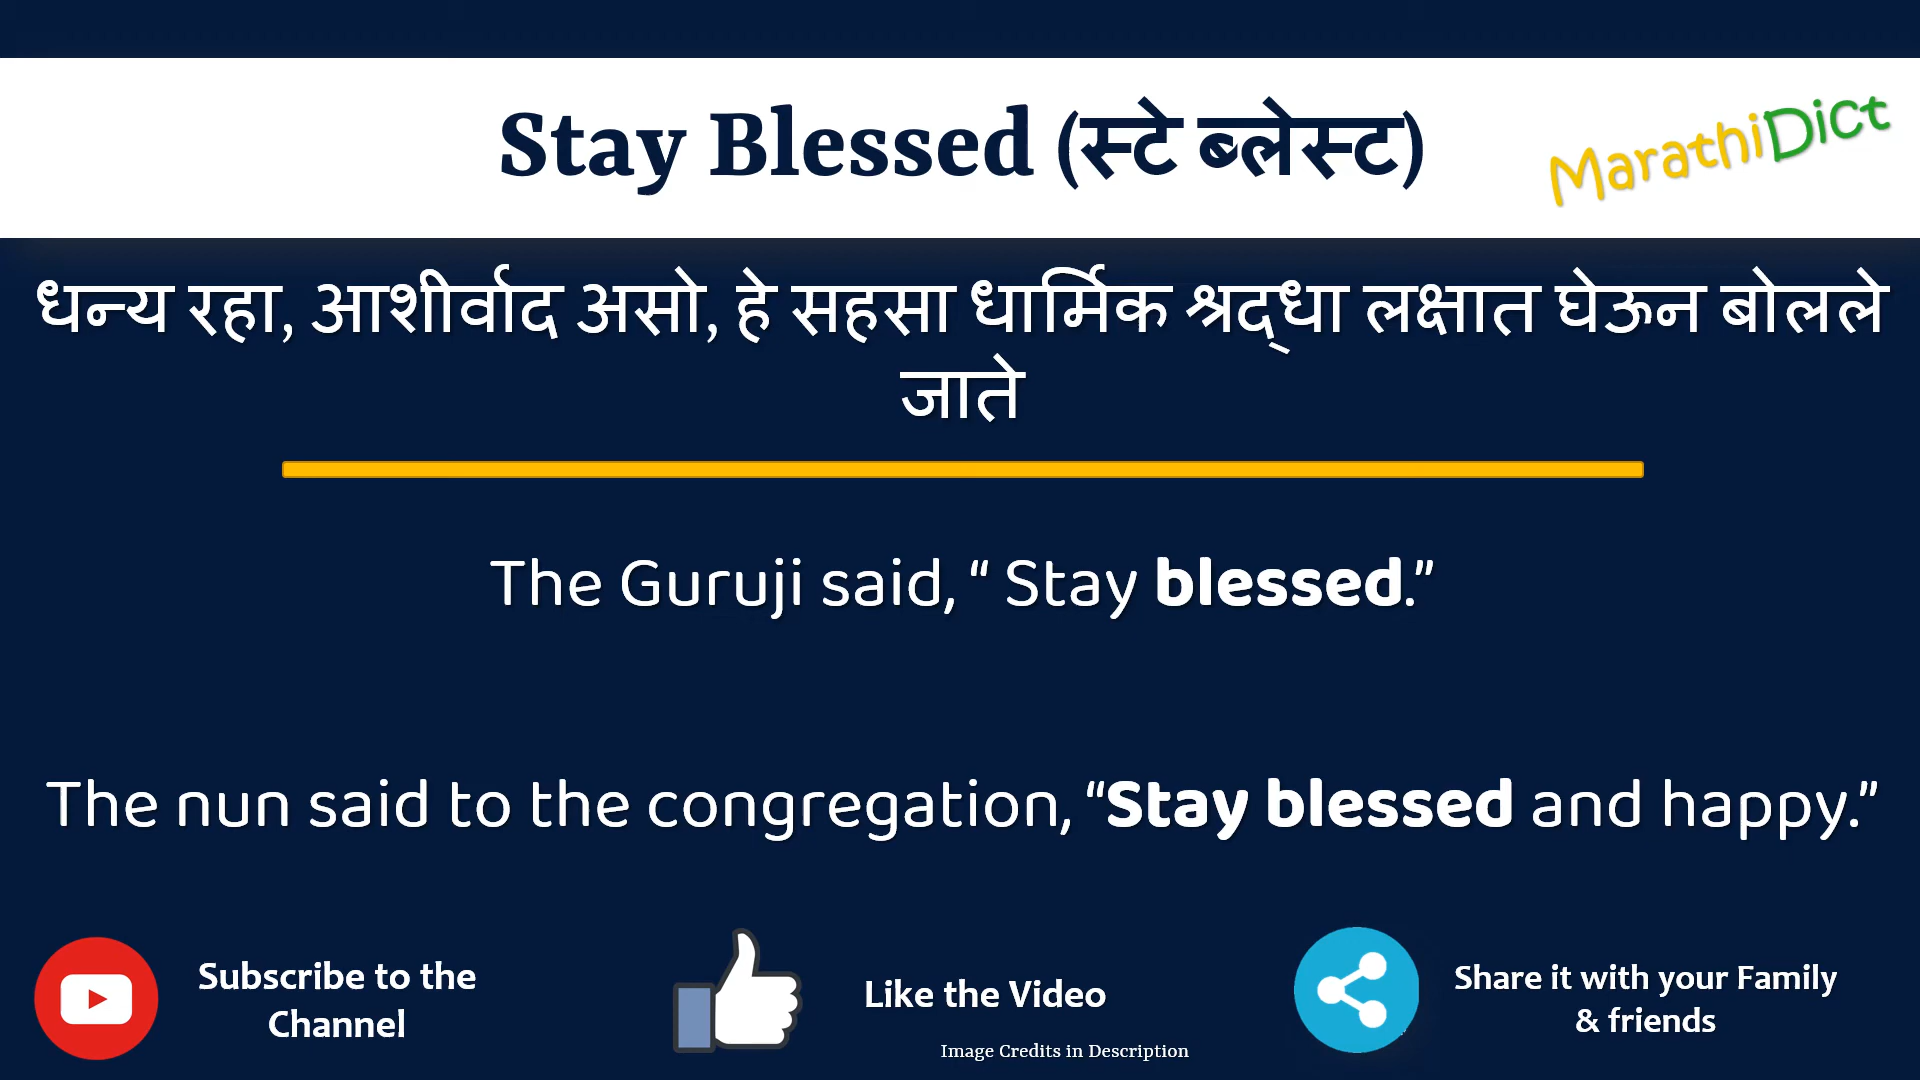 Stay Blessed (स्टे ब्लेस्ट)
MarathiDict
धन्य रहा, आशीर्वाद असो, हे सहसा धार्मिक श्रद्‌धा लक्षात घेऊन बोलले
जाते
The Guruji said, “ Stay blessed.”
The nun said to the congregation, “Stay blessed and happy.”
Subscribe to the
Channel
Like the Video
Share it with your Family
& friends
Image Credits in Description